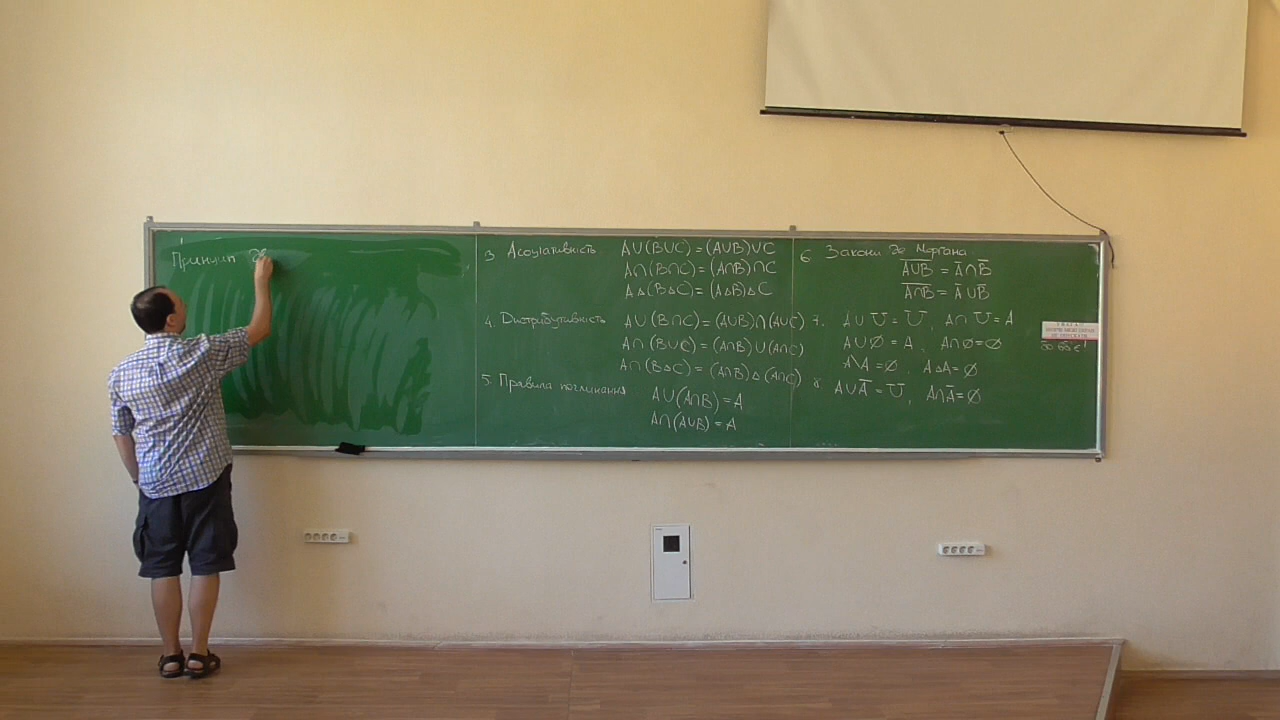 Принцип
3. Асоціативність A∪(B∪C) = (A∪B)∪C
A∩(B∩C) = (A∩B)∩C
A△(B△C) = (A△B)△C
4. Дистрибутивність A∪(B∩C) = (A∪B)∩(A∪C)
A∩(B∪C) = (A∩B)∪(A∩C)
A∩(B△C) = (A∩B)△(A∩C)
5. Правила поглинання A∪(A∩B) = A
A∩(A∪B) = A
6. Закони де Моргана
A̅∪̅B̅ = A̅∩B̅
A̅∩̅B̅ = A̅∪B̅
7. A∪U = U, A∩U = A
A∪∅ = A, A∩∅ = ∅
A\A = ∅, A△A = ∅
8. A∪A̅ = U, A∩A̅ = ∅